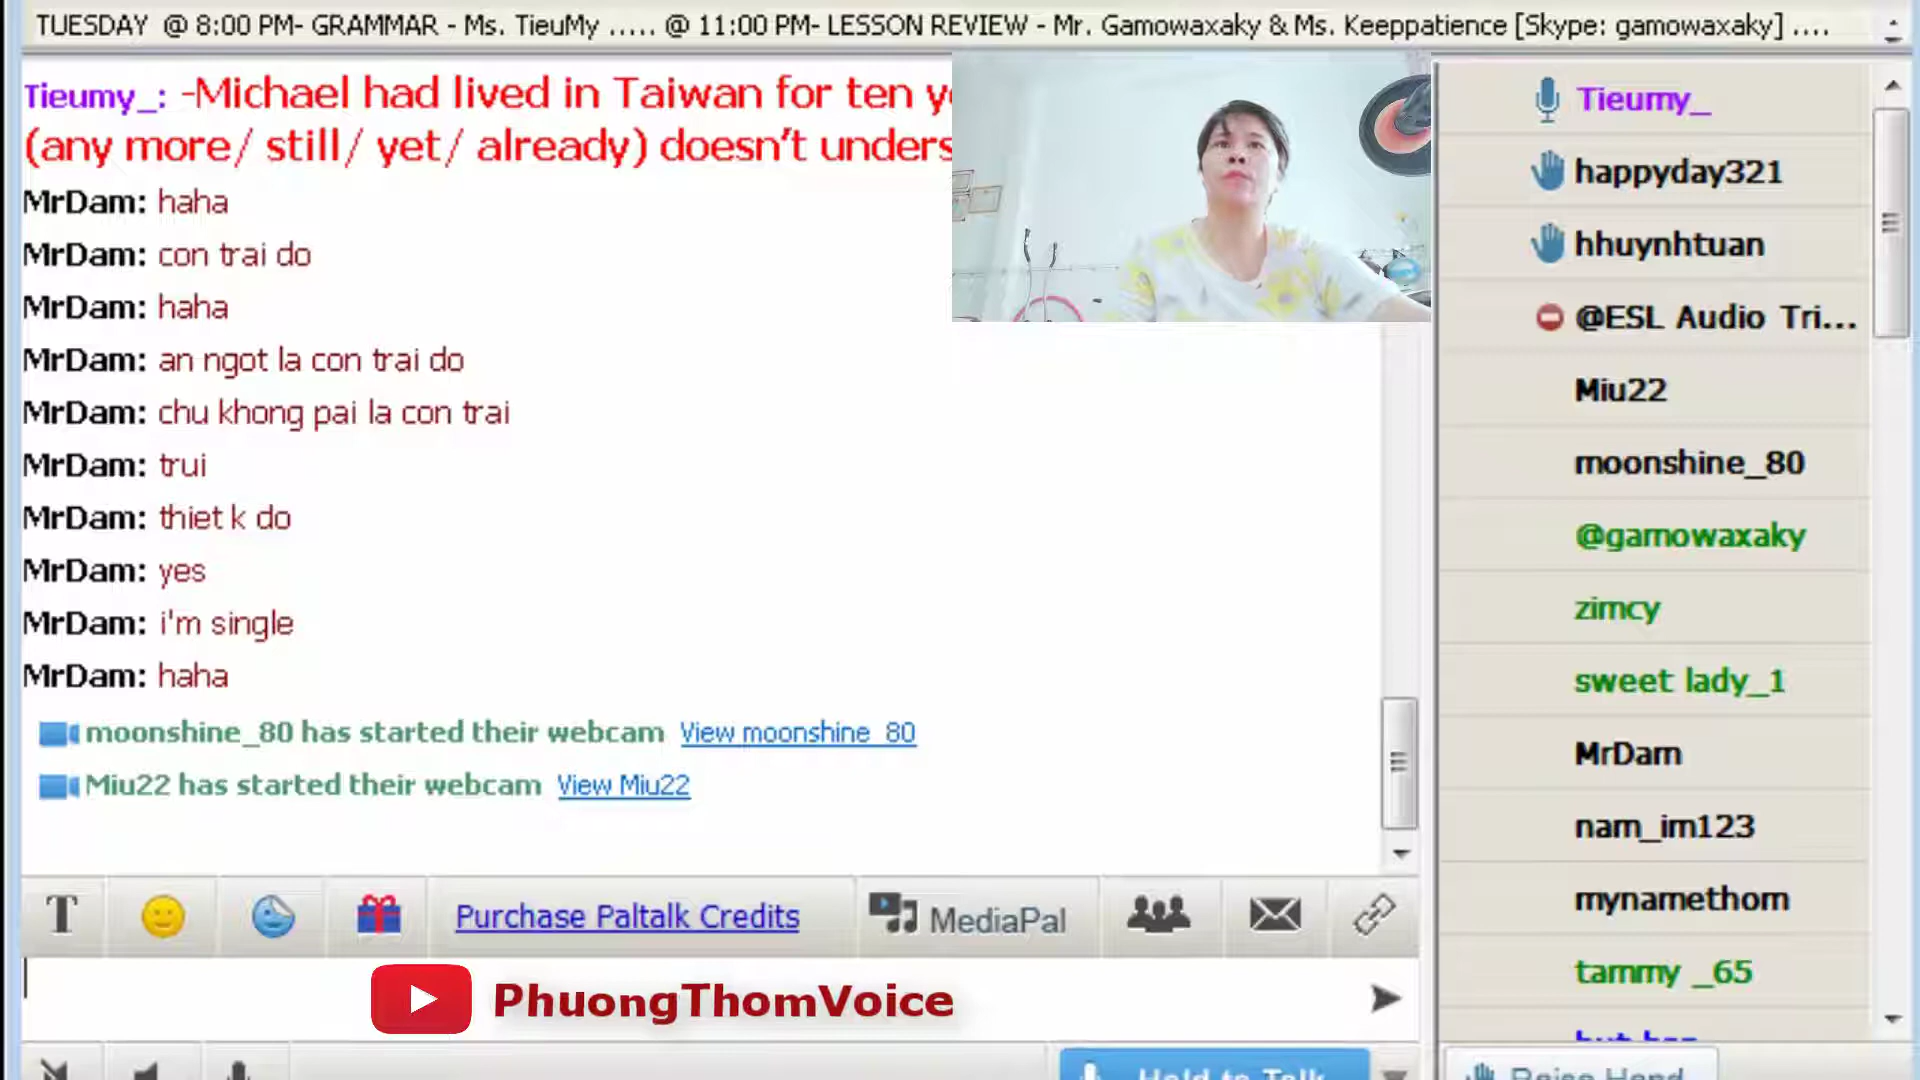 TUESDAY @ 8:00 PM- GRAMMAR - Ms. TieuMy ..... @ 11:00 PM- LESSON REVIEW - Mr. Gamowaxaky & Ms. Keeppatience [Skype: gamowaxaky] ....
Tieumy_: -Michael had lived in Taiwan for ten
(any more/ still/ yet/ already) doesn't
MrDam: haha
MrDam: con trai do
MrDam: haha
MrDam: an ngot la con trai do
MrDam: chu khong pai la con trai
MrDam: trui
MrDam: thiet k do
MrDam: yes
MrDam: i'm single
MrDam: haha
moonshine_80 has started their webcam View moonshine_80
Miu22 has started their webcam View Miu22
T Purchase Paltalk Credits MediaPal
PhuongThomVoice
Hold to Talk
Tieumy_
happyday321
hhuynhtuan
@ESL Audio Tri...
Miu22
moonshine_80
@gamowaxaky
zimcy
sweet lady_1
MrDam
nam_im123
mynamethom
tammy _65
Raise Hand